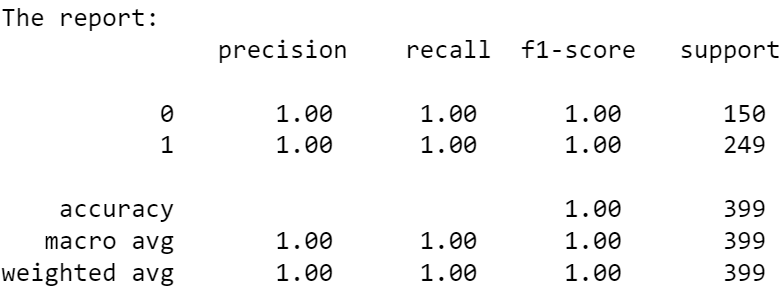 The report:
precision recall f1-score support
0 1.00 1.00 1.00 150
1 1.00 1.00 1.00 249
accuracy 1.00 399
macro avg 1.00 1.00 1.00 399
weighted avg 1.00 1.00 1.00 399